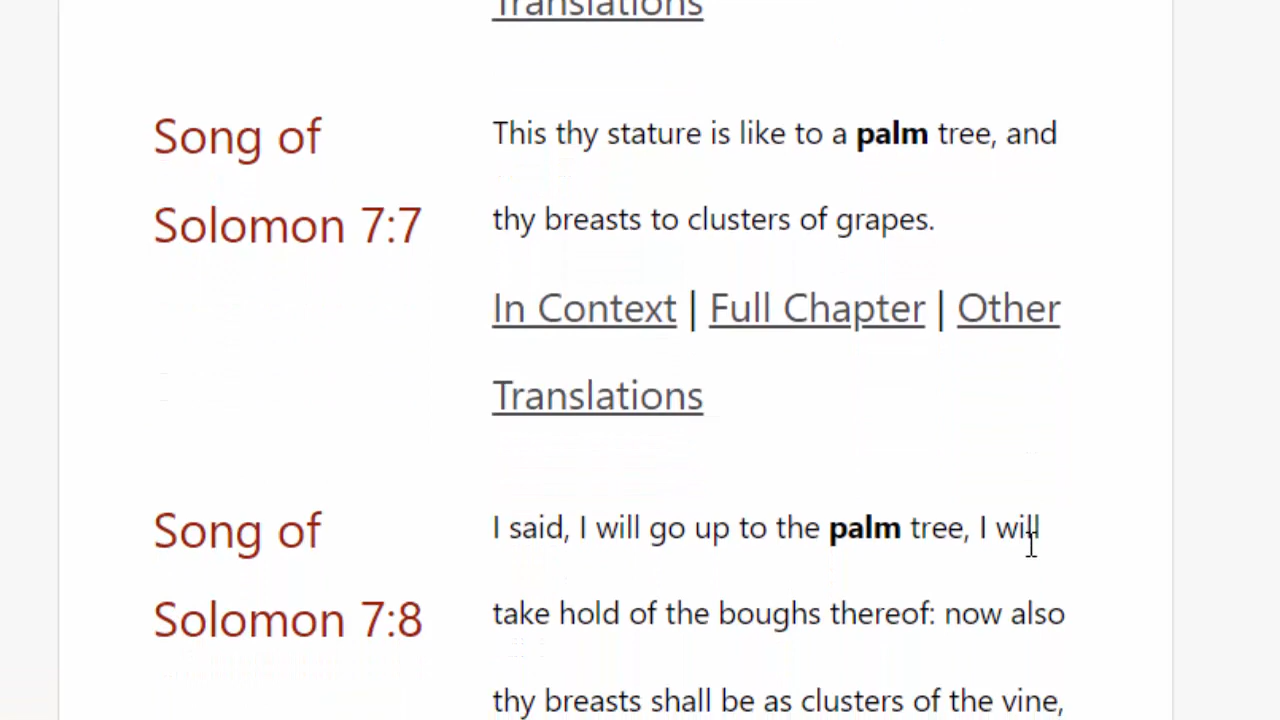 Translations
Song of
Solomon 7:7
This thy stature is like to a palm tree, and
thy breasts to clusters of grapes.
In Context | Full Chapter | Other
Translations
Song of
Solomon 7:8
I said, I will go up to the palm tree, I will
take hold of the boughs thereof: now also
thy breasts shall be as clusters of the vine,